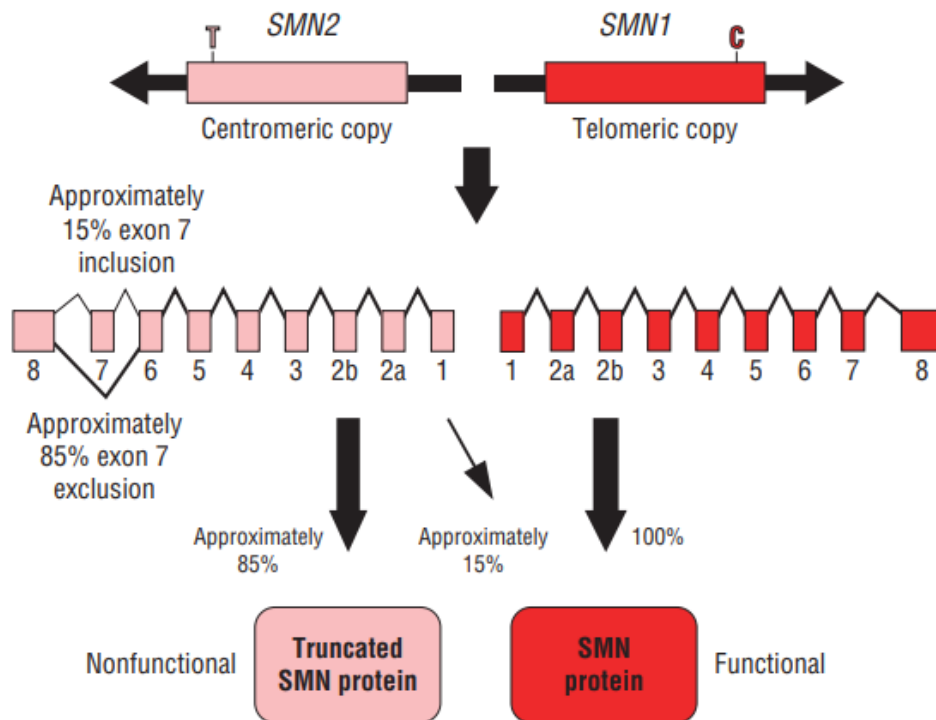 SMN2
SMN1
T
C
Centromeric copy
Telomeric copy
Approximately
15% exon 7
inclusion
8 7 6 5 4 3 2b 2a 1
1 2a 2b 3 4 5 6 7 8
Approximately
85% exon 7
exclusion
Approximately
85%
Approximately
15%
100%
Nonfunctional
Truncated
SMN protein
SMN
protein
Functional